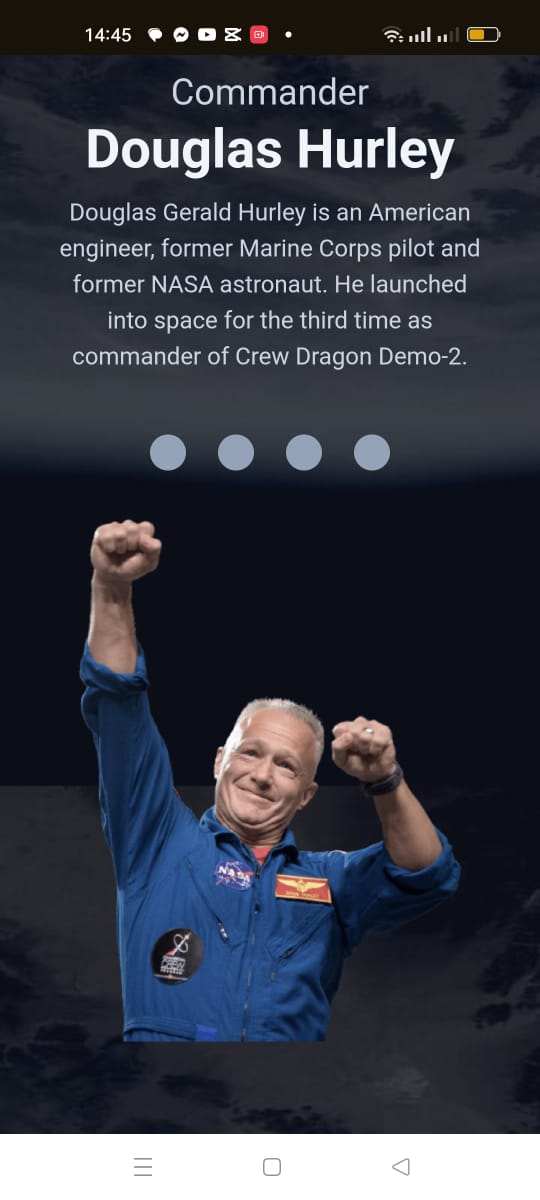 14:45
Commander
Douglas Hurley
Douglas Gerald Hurley is an American
engineer, former Marine Corps pilot and
former NASA astronaut. He launched
into space for the third time as
commander of Crew Dragon Demo-2.
NASA